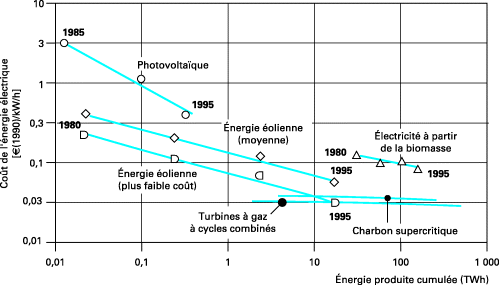 Coût de l'énergie électrique
[€(1990)/kW/h]
10
3
1
0,3
0,1
0,03
0,01
1985
Photovoltaïque
1995
1980
Énergie éolienne
(moyenne)
Énergie éolienne
(plus faible coût)
1995
1995
Électricité à partir
de la biomasse
1980
1995
Turbines à gaz
à cycles combinés
Charbon supercritique
0,01
0,1
1
10
100
1 000
Énergie produite cumulée (TWh)